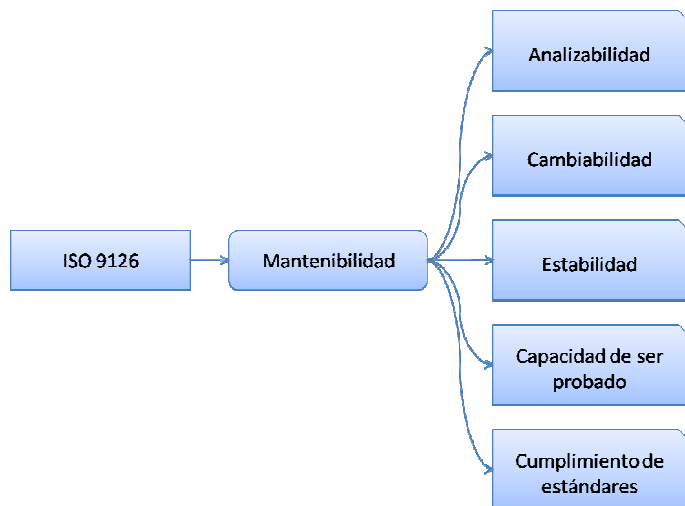 Analizabilidad
Cambiabilidad
ISO 9126
Mantenibilidad
Estabilidad
Capacidad de ser
probado
Cumplimiento de
estándares